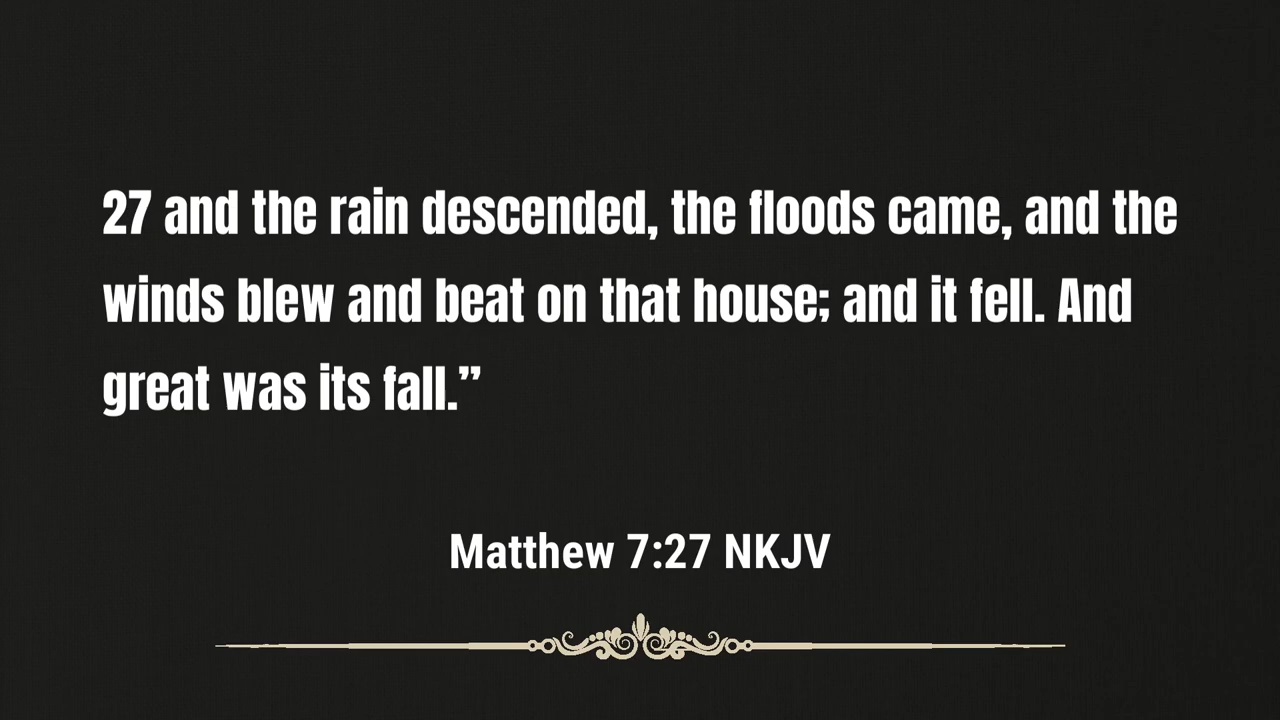 27 and the rain descended, the floods came, and the
winds blew and beat on that house; and it fell. And
great was its fall.”
Matthew 7:27 NKJV